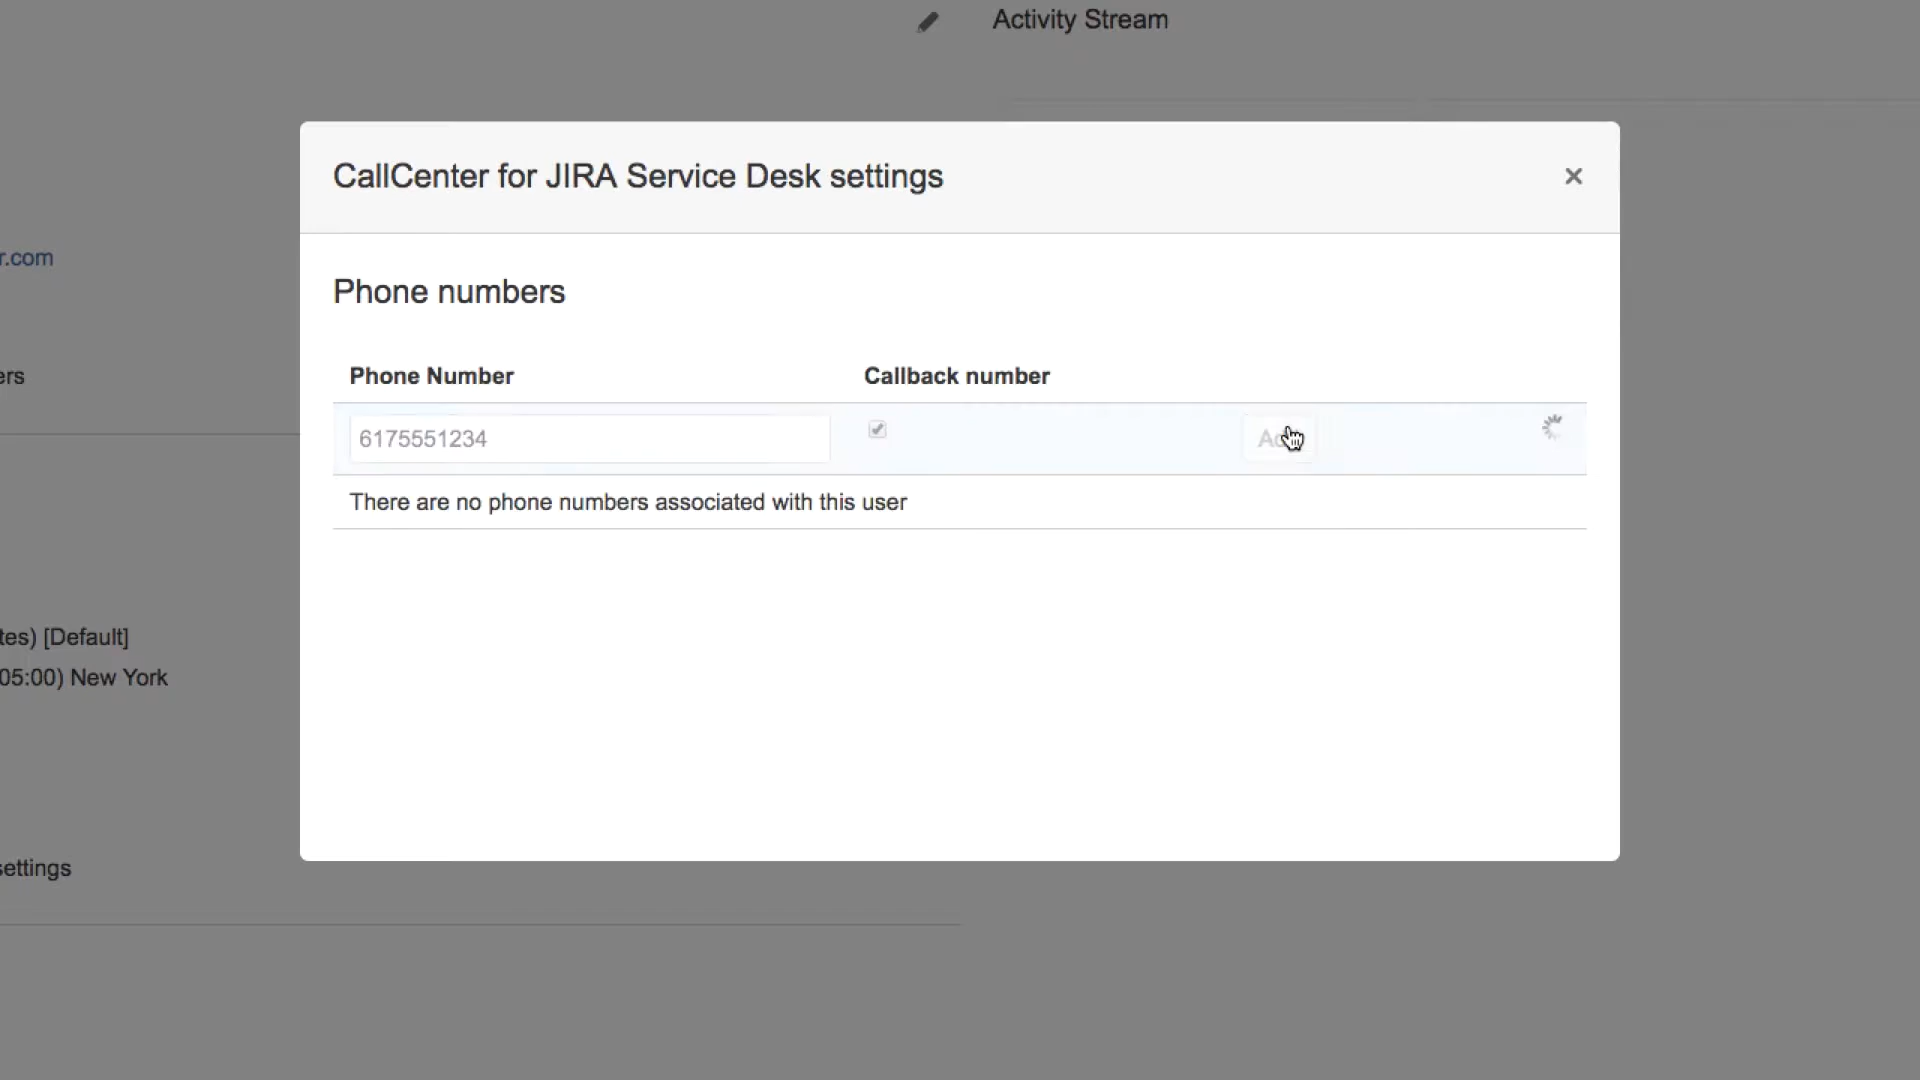 Activity Stream
CallCenter for JIRA Service Desk settings
r.com
Phone numbers
ers
Phone Number Callback number
6175551234
There are no phone numbers associated with this user
tes) [Default]
05:00) New York
settings